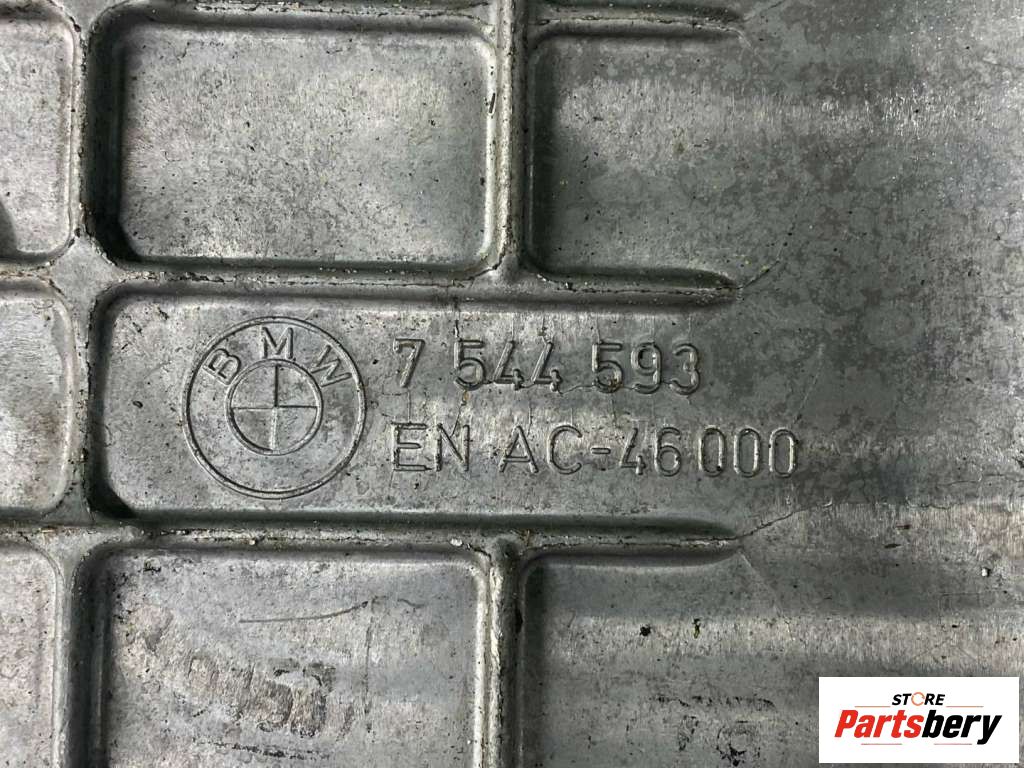 BMW
7 544 593
EN AC-46000
STORE
Partsbery